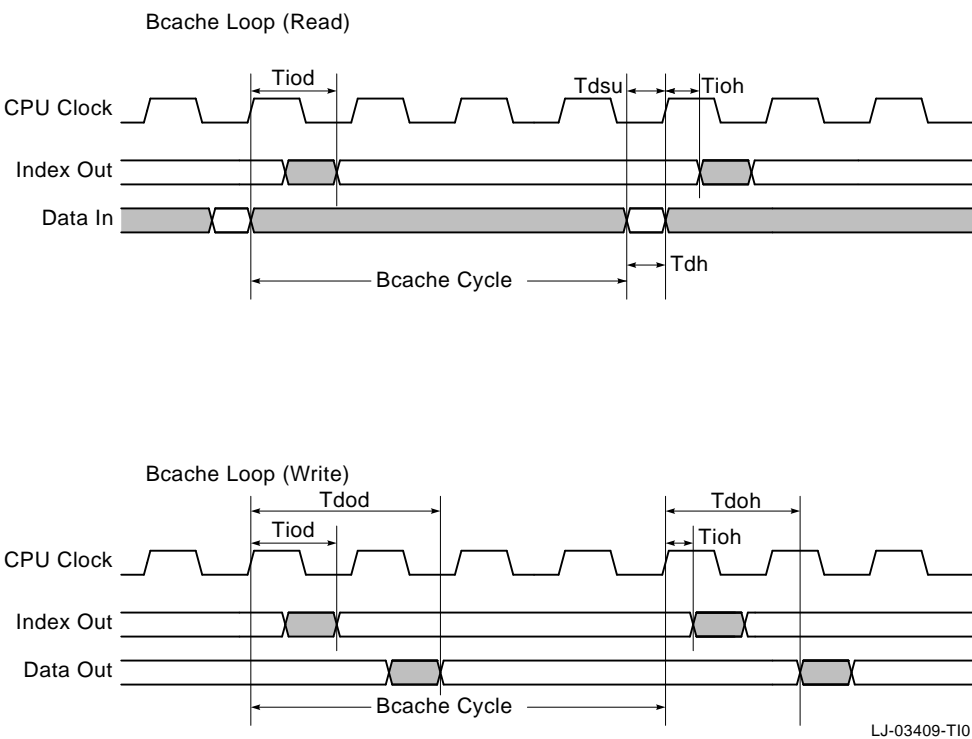 Bcache Loop (Read)
Tiod
Tdsu
Tioh
CPU Clock
Index Out
Data In
Tdh
Bcache Cycle
Bcache Loop (Write)
Tdod
Tdoh
Tiod
Tioh
CPU Clock
Index Out
Data Out
Bcache Cycle
LJ-03409-TI0